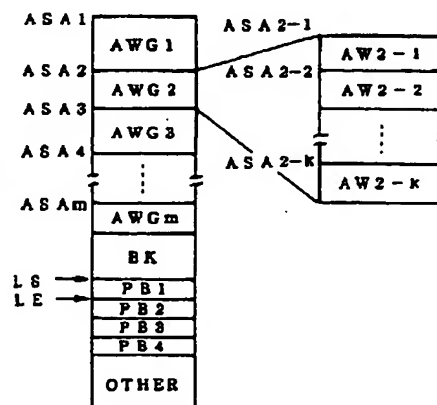 ASA1
AWG1
ASA2
AWG2
ASA3
AWG3
ASA4
ASAm
AWGm
BK
LS
PB1
LE
PB2
PB3
PB4
OTHER
ASA2-1
AW2-1
ASA2-2
AW2-2
ASA2-k
AW2-k